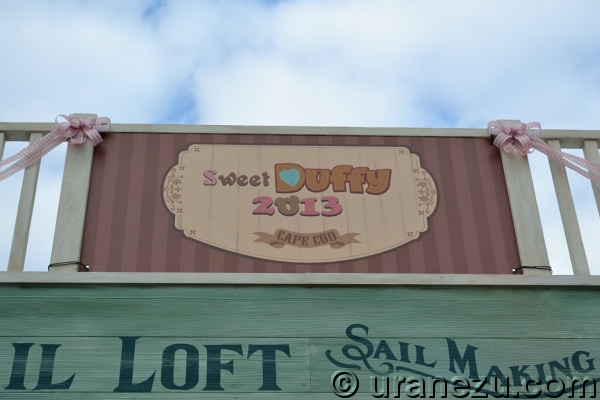 Sweet Duffy
2013
CAPE COD
IL LOFT
SAIL MAKING
© uranezu.com